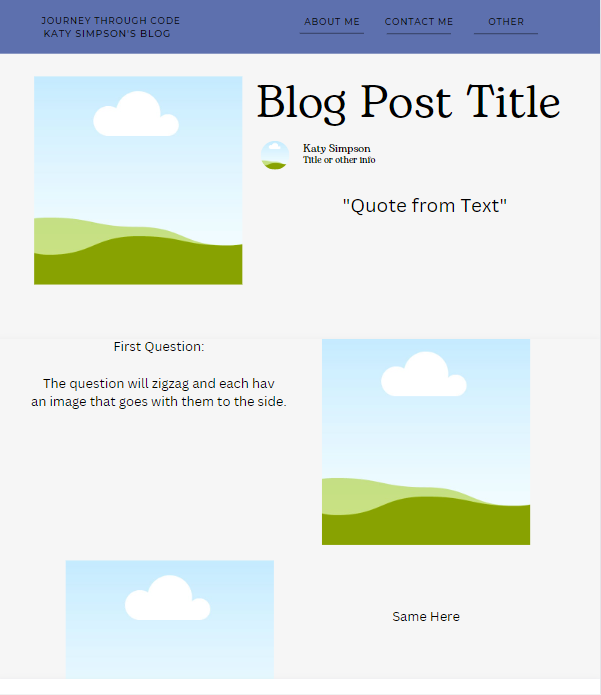 JOURNEY THROUGH CODE
KATY SIMPSON'S BLOG
ABOUT ME
CONTACT ME
OTHER
Blog Post Title
Katy Simpson
Title or other info
"Quote from Text"
First Question:
The question will zigzag and each hav
an image that goes with them to the side.
Same Here